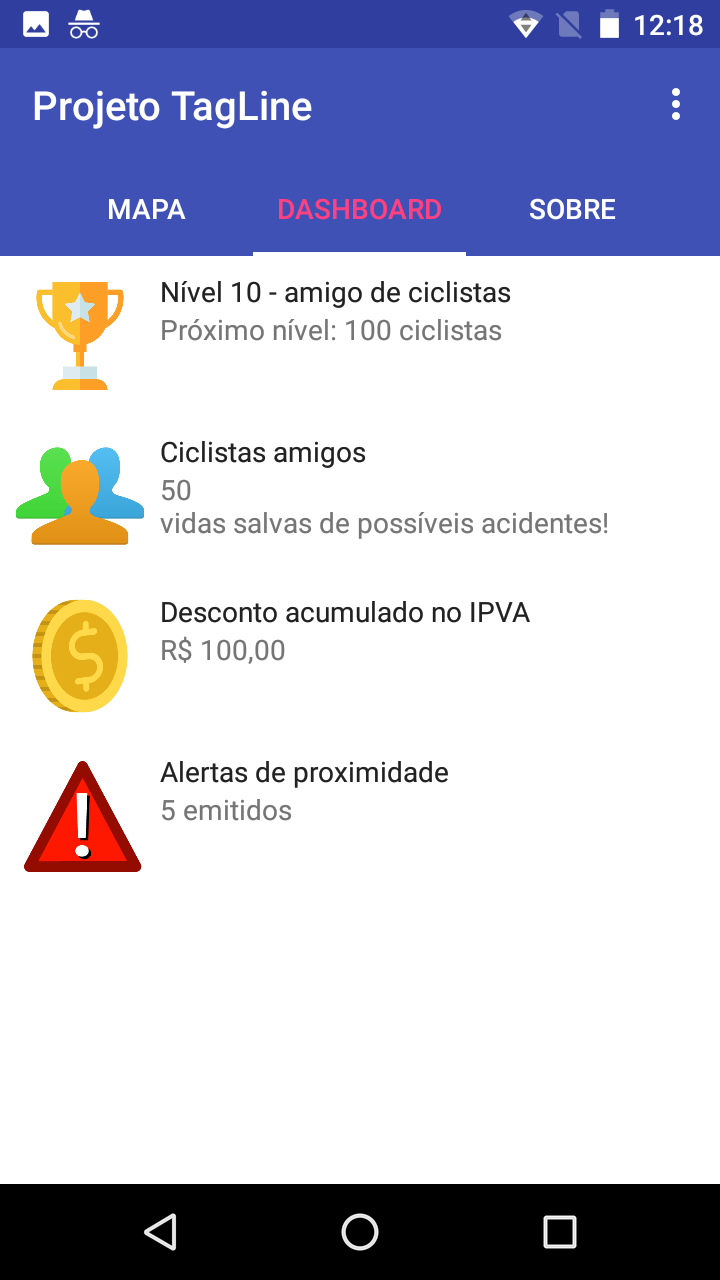 12:18
Projeto TagLine
MAPA DASHBOARD SOBRE
Nível 10 - amigo de ciclistas
Próximo nível: 100 ciclistas
Ciclistas amigos
50
vidas salvas de possíveis acidentes!
Desconto acumulado no IPVA
R$ 100,00
Alertas de proximidade
5 emitidos